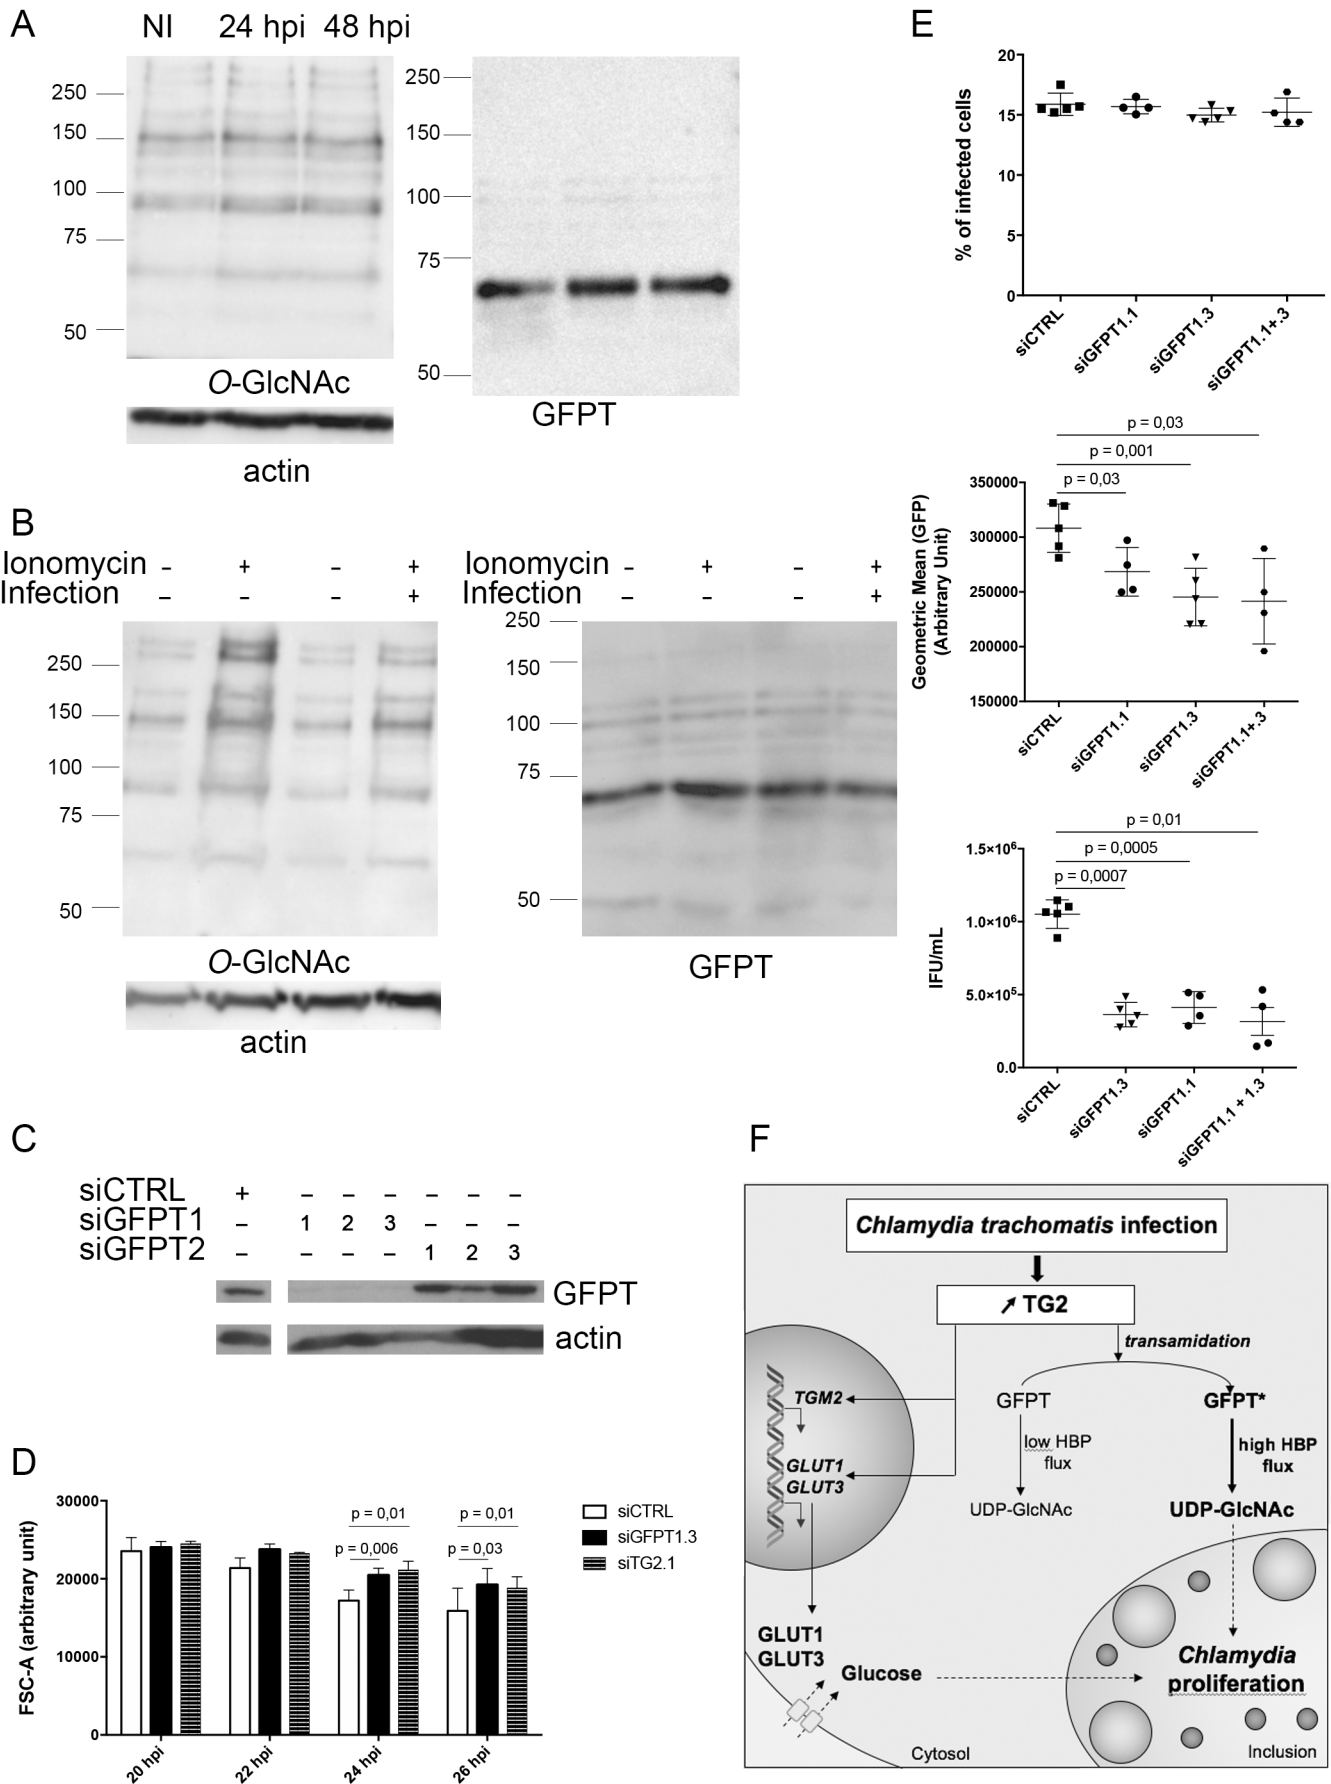 A
NI 24 hpi 48 hpi
250
150
100
75
50
O-GlcNAc
actin
250
150
100
75
50
GFPT
B
Ionomycin – + – +
Infection – – – +
250
150
100
75
50
O-GlcNAc
actin
Ionomycin – + – +
Infection – – – +
250
150
100
75
50
GFPT
C
siCTRL + – – – – – –
siGFPT1 – 1 2 3 – – –
siGFPT2 – – – – 1 2 3
GFPT
actin
D
FSC-A (arbitrary unit)
30000
20000
10000
0
p = 0,01
p = 0,006
p = 0,01
p = 0,03
20 hpi
22 hpi
24 hpi
26 hpi
siCTRL
siGFPT1.3
siTG2.1
E
% of infected cells
20
15
10
5
0
siCTRL
siGFPT1.1
siGFPT1.3
siGFPT1.1+.3
p = 0,03
p = 0,001
p = 0,03
Geometric Mean (GFP)
(Arbitrary Unit)
350000
300000
250000
200000
150000
siCTRL
siGFPT1.1
siGFPT1.3
siGFPT1.1+.3
p = 0,01
p = 0,0005
p = 0,0007
IFU/mL
1.5×10⁶
1.0×10⁶
5.0×10⁵
0.0
siCTRL
siGFPT1.3
siGFPT1.1
siGFPT1.1 + 1.3
F
Chlamydia trachomatis infection
↗ TG2
transamidation
TGM2
GLUT1
GLUT3
GFPT
GFPT*
low HBP
flux
high HBP
flux
UDP-GlcNAc
UDP-GlcNAc
GLUT1
GLUT3
Glucose
Chlamydia
proliferation
Cytosol
Inclusion